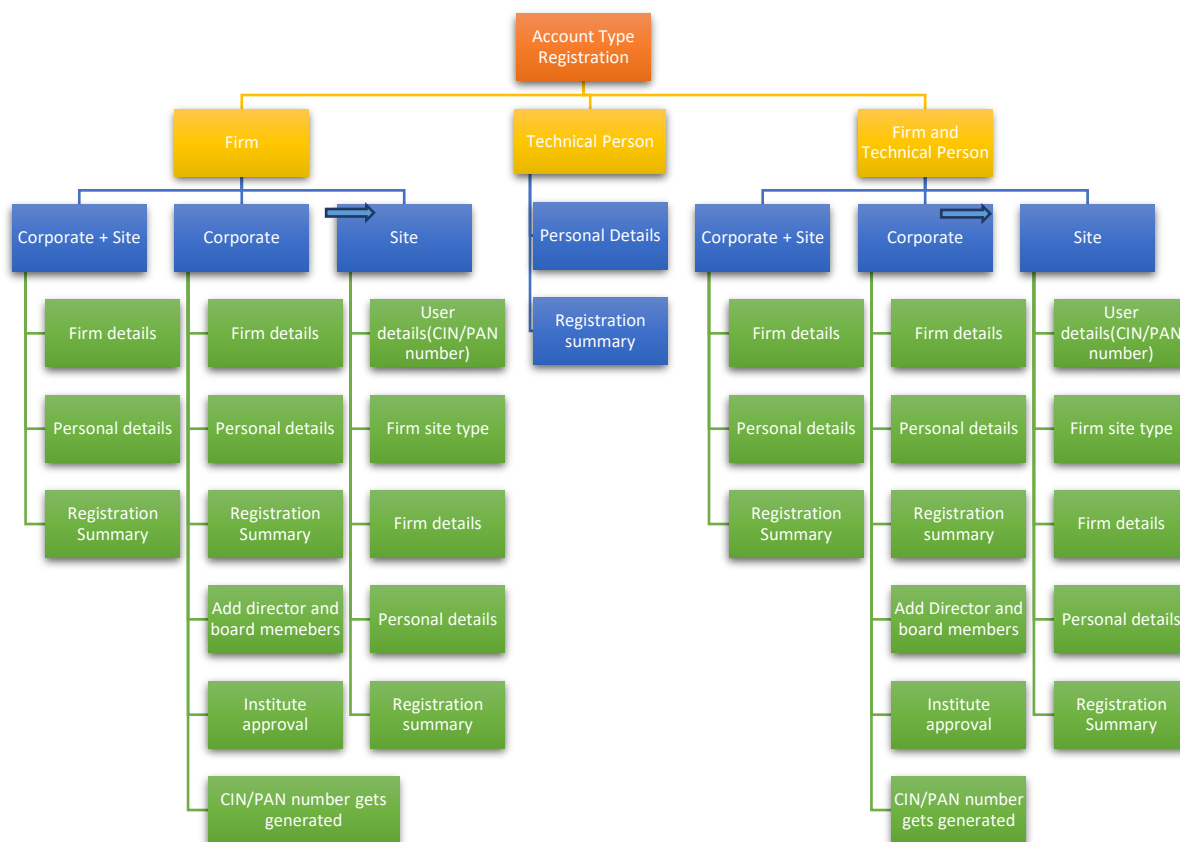 Account Type
Registration
Firm
Technical Person
Firm and
Technical Person
Corporate + Site
Corporate
Site
Personal Details
Registration
summary
Corporate + Site
Corporate
Site
Firm details
Personal details
Registration
Summary
Firm details
Personal details
Registration
Summary
Add director and
board memebers
Institute
approval
CIN/PAN number gets
generated
User
details(CIN/PAN
number)
Firm site type
Firm details
Personal details
Registration
summary
Firm details
Personal details
Registration
Summary
Firm details
Personal details
Registration
summary
Add Director and
board members
Institute
approval
CIN/PAN number
gets generated
User
details(CIN/PAN
number)
Firm site type
Firm details
Personal details
Registration
Summary